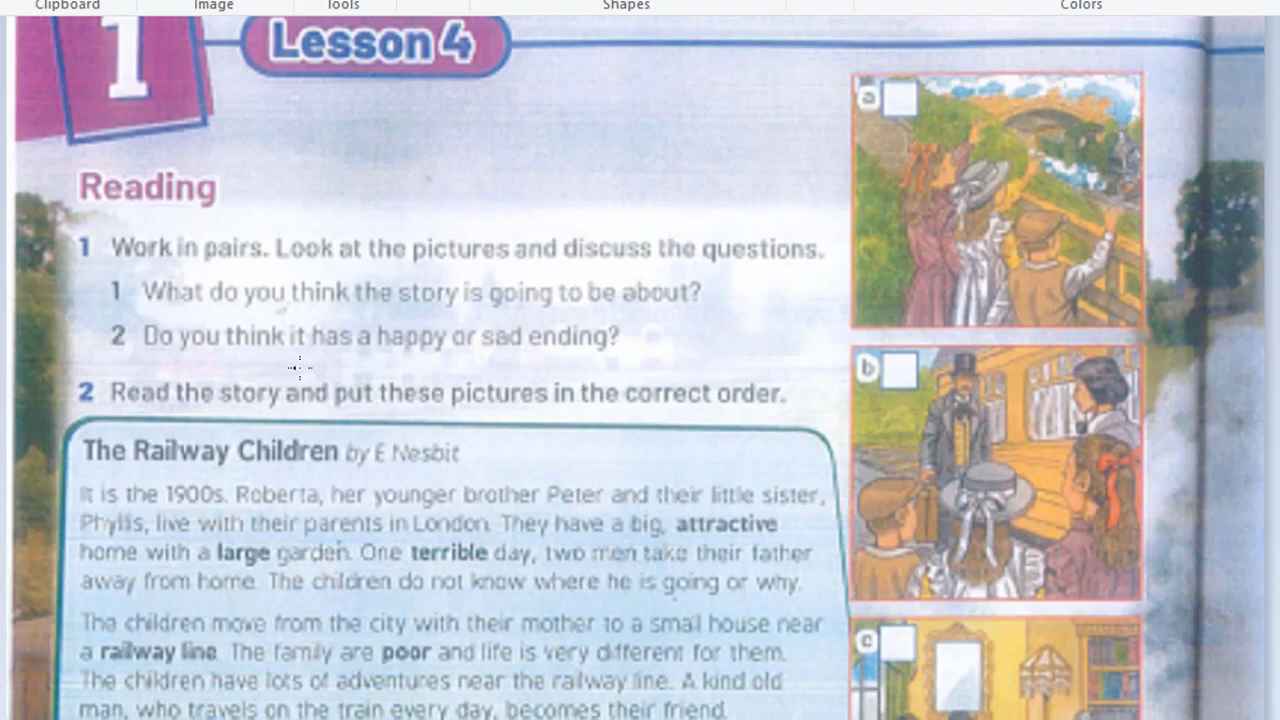 Clipboard
Image
Tools
Shapes
Colors
1
Lesson 4
Reading
1 Work in pairs. Look at the pictures and discuss the questions.
1 What do you think the story is going to be about?
2 Do you think it has a happy or sad ending?
2 Read the story and put these pictures in the correct order.
The Railway Children by E Nesbit
It is the 1900s. Roberta, her younger brother Peter and their little sister,
Phyllis, live with their parents in London. They have a big, attractive
home with a large garden. One terrible day, two men take their father
away from home. The children do not know where he is going or why.
The children move from the city with their mother to a small house near
a railway line. The family are poor and life is very different for them.
The children have lots of adventures near the railway line. A kind old
man, who travels on the train every day, becomes their friend.
a
b
c